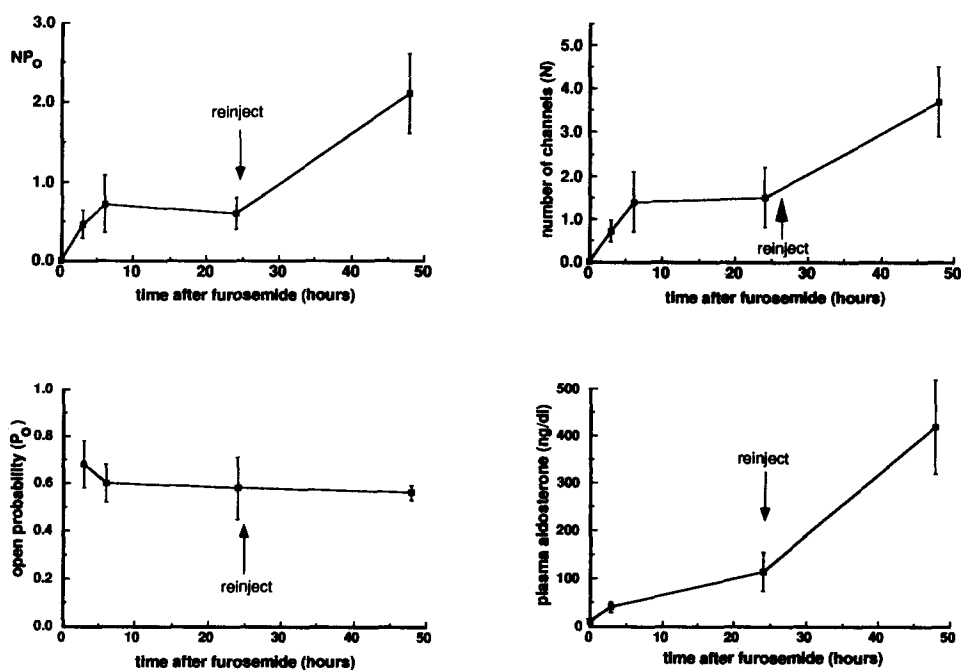 3.0
NPO
2.0
1.0
0.0
reinject
0 10 20 30 40 50
time after furosemide (hours)
number of channels (N)
5.0
4.0
3.0
2.0
1.0
0.0
reinject
0 10 20 30 40 50
time after furosemide (hours)
open probability (PO)
1.0
0.8
0.6
0.4
0.2
0.0
reinject
0 10 20 30 40 50
time after furosemide (hours)
plasma aldosterone (ng/dl)
500
400
300
200
100
0
reinject
0 10 20 30 40 50
time after furosemide (hours)